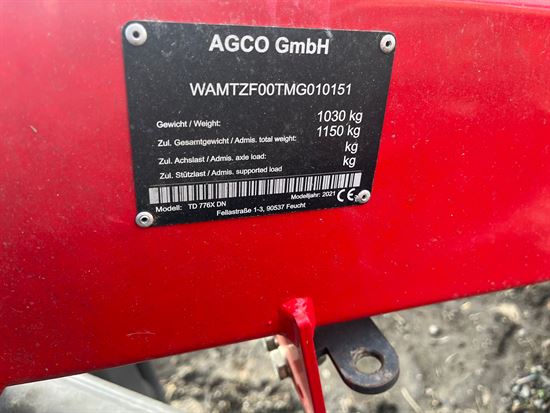 AGCO GmbH
WAMTZF00TMG010151
Gewicht / Weight: 1030 kg
Zul. Gesamtgewicht / Admis. total weight: 1150 kg
Zul. Achslast / Admis. axle load: kg
Zul. Stützlast / Admis. supported load kg
Modell: TD 776X DN Modelljahr: 2021 CE
Fellastraße 1-3, 90537 Feucht